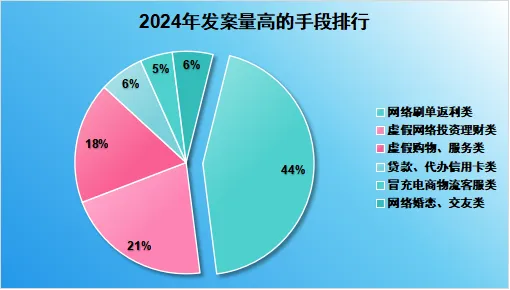 2024年发案量高的手段排行
6%
5%
6%
18%
44%
21%
网络刷单返利类
虚假网络投资理财类
虚假购物、服务类
贷款、代办信用卡类
冒充电商物流客服类
网络婚恋、交友类